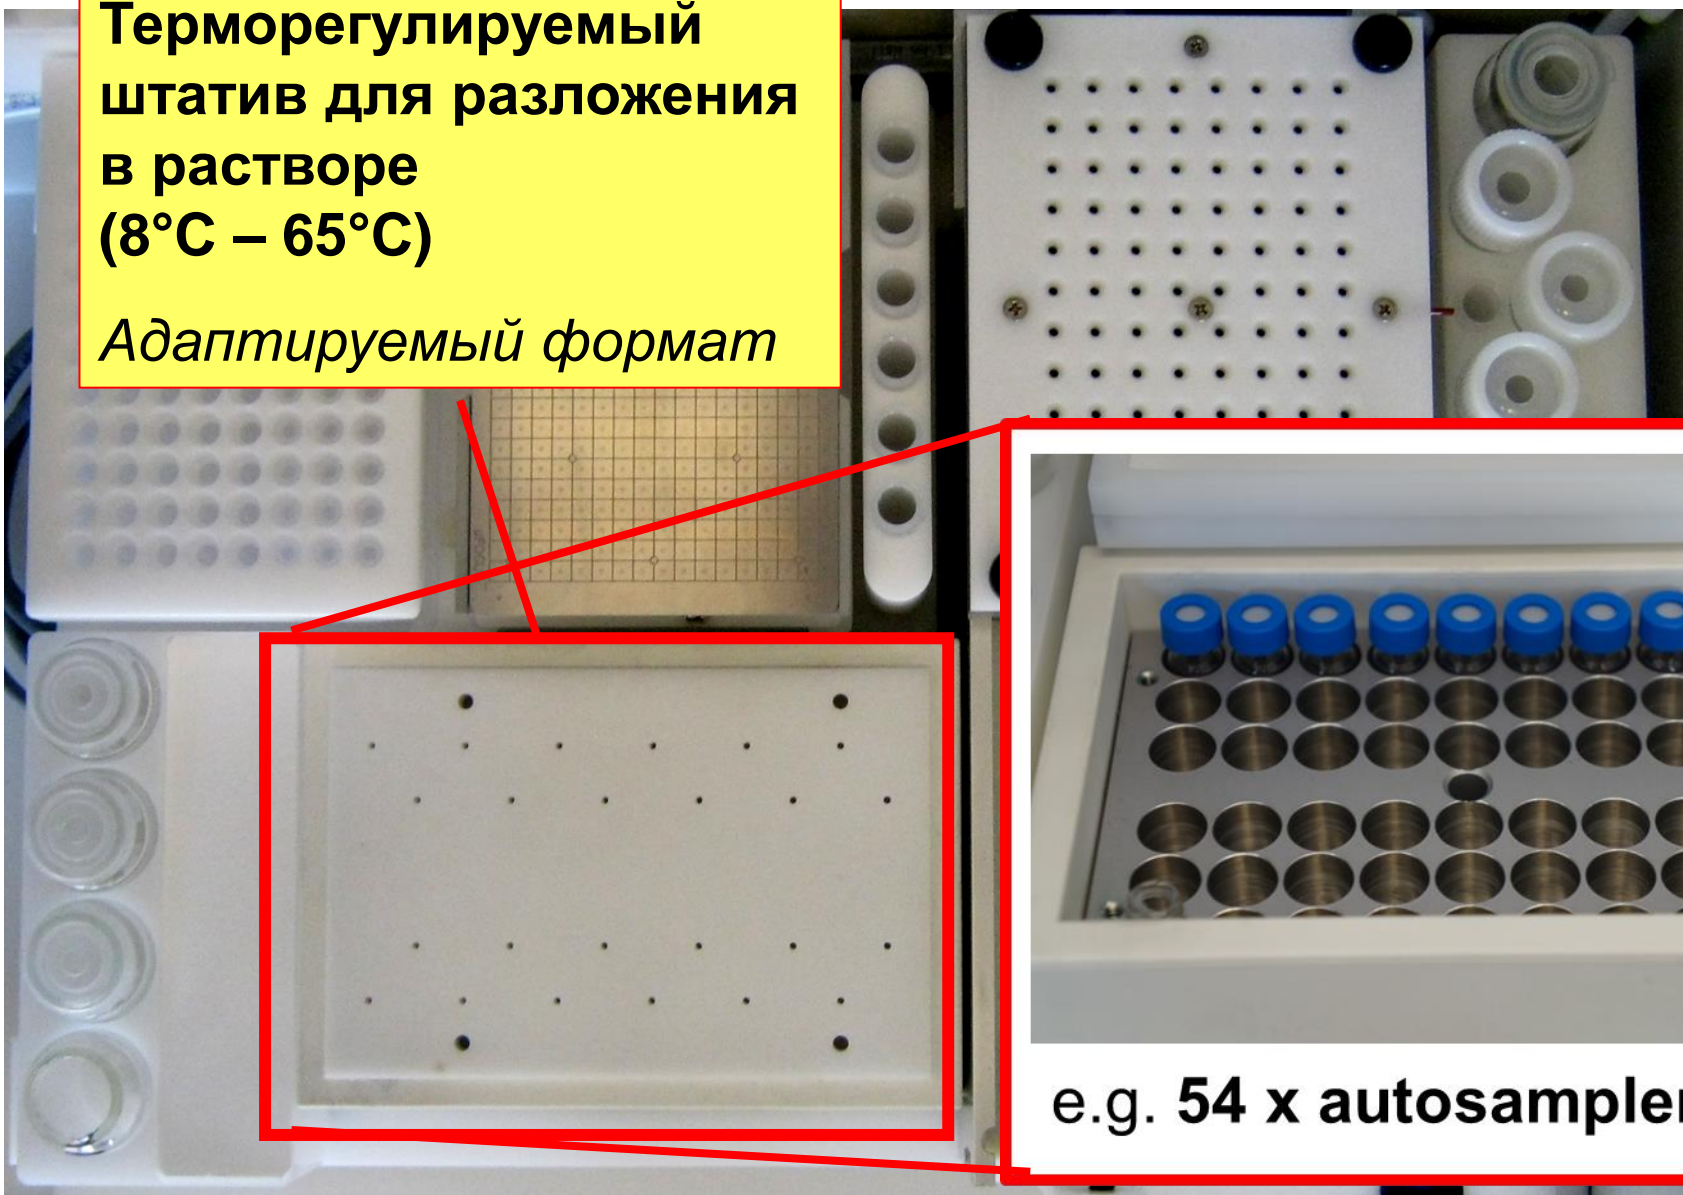 Терморегулируемый
штатив для разложения
в растворе
(8°C – 65°C)
Адаптируемый формат
e.g. 54 x autosampler